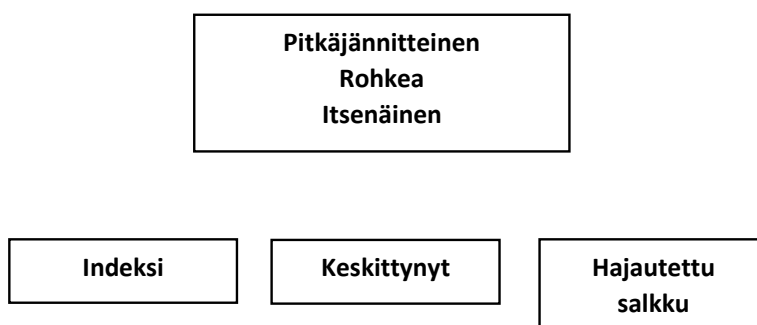 Pitkäjännitteinen
Rohkea
Itsenäinen
Indeksi
Keskittynyt
Hajautettu
salkku